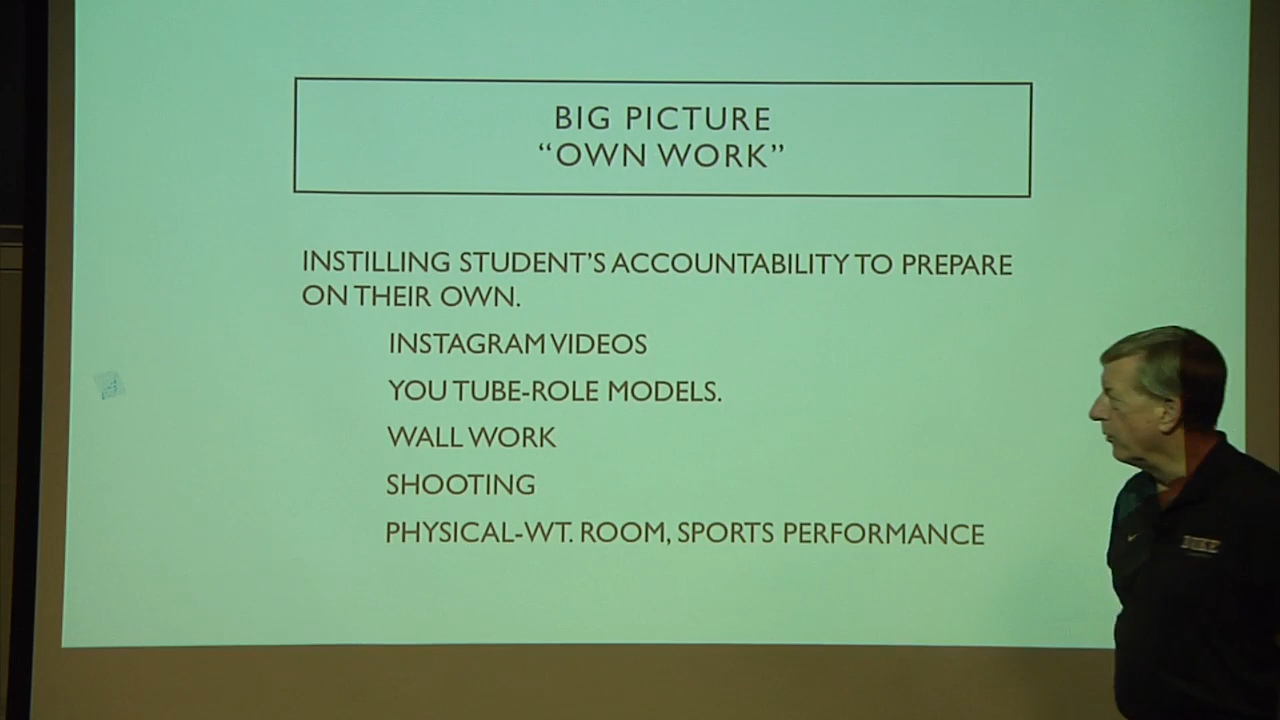 BIG PICTURE
“OWN WORK”
INSTILLING STUDENT’S ACCOUNTABILITY TO PREPARE
ON THEIR OWN.
INSTAGRAM VIDEOS
YOU TUBE-ROLE MODELS.
WALL WORK
SHOOTING
PHYSICAL-WT. ROOM, SPORTS PERFORMANCE